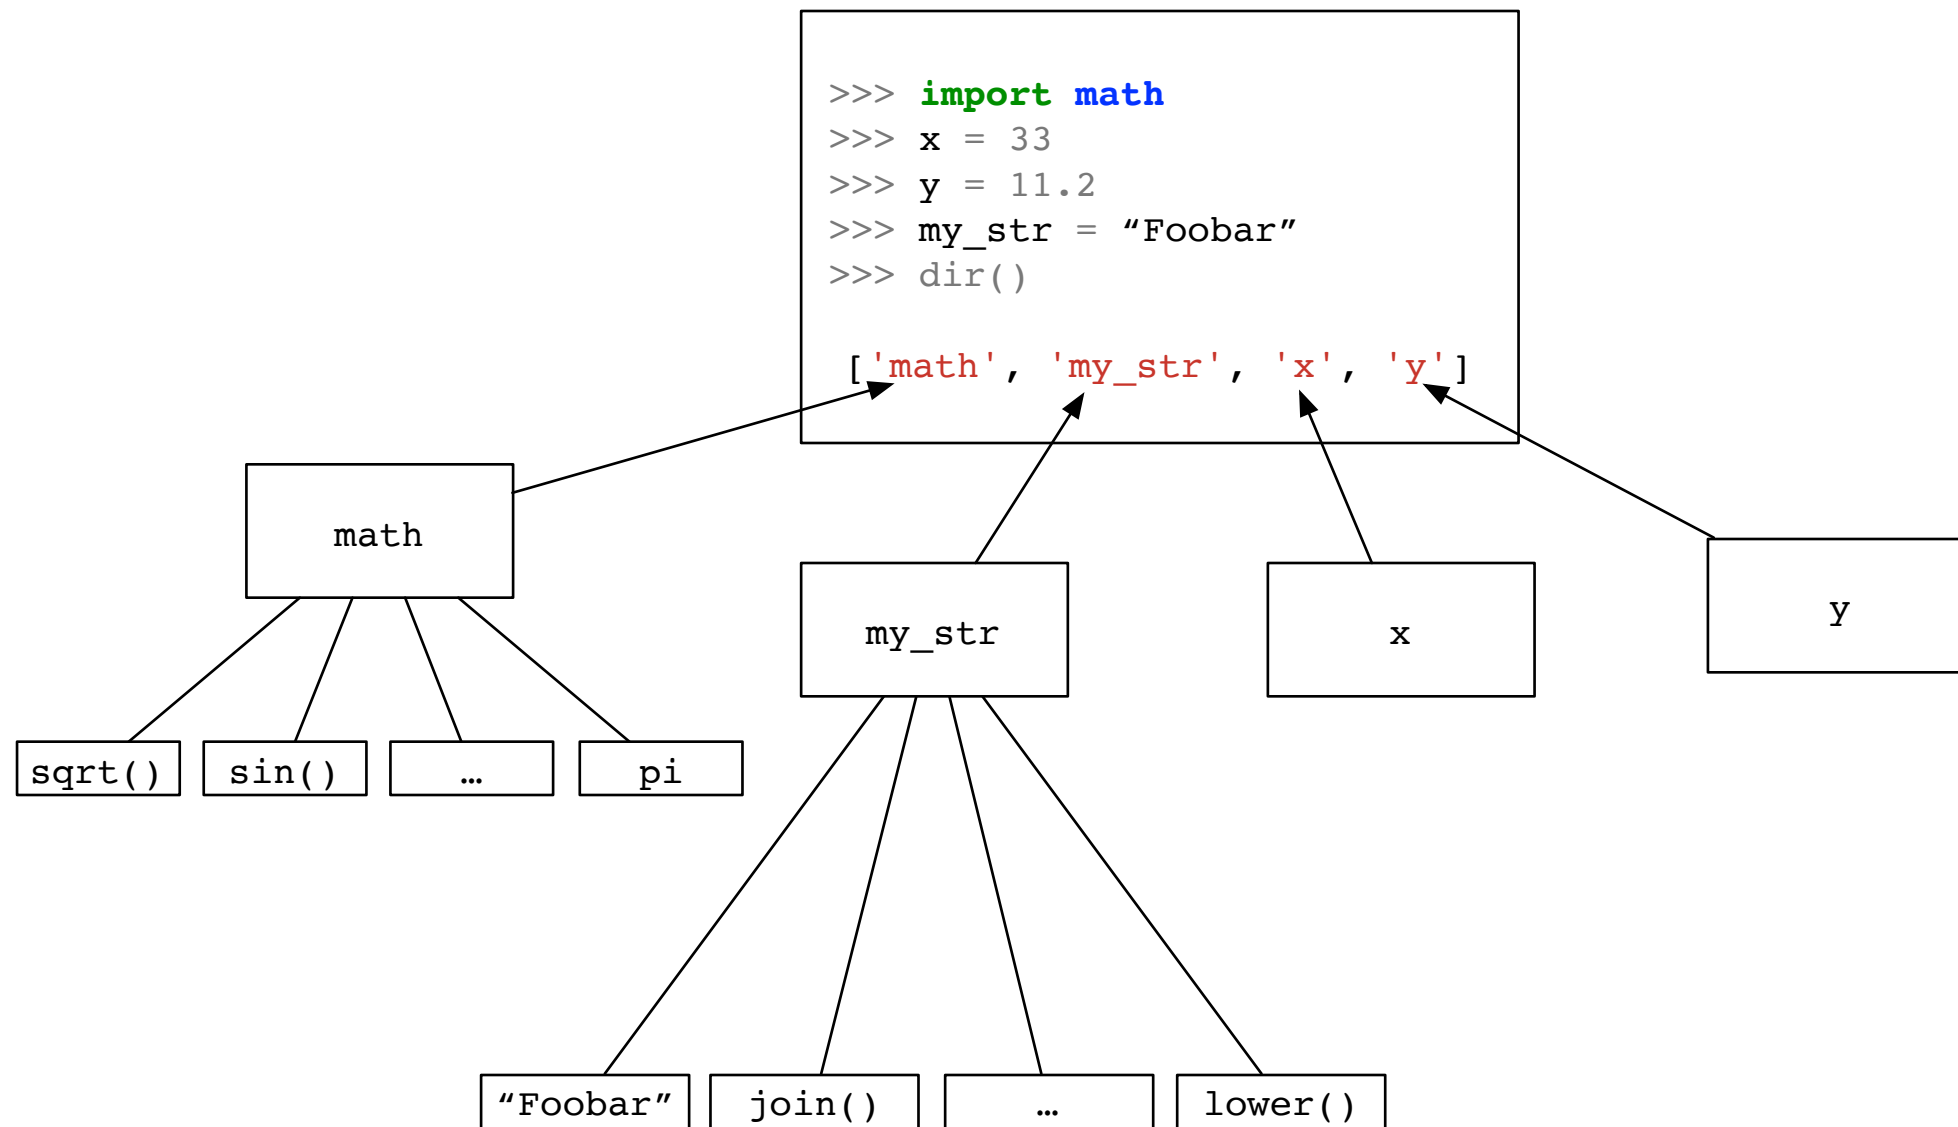 >>> import math
>>> x = 33
>>> y = 11.2
>>> my_str = “Foobar”
>>> dir()
['math', 'my_str', 'x', 'y']
math
my_str
x
y
sqrt()
sin()
…
pi
“Foobar”
join()
…
lower()